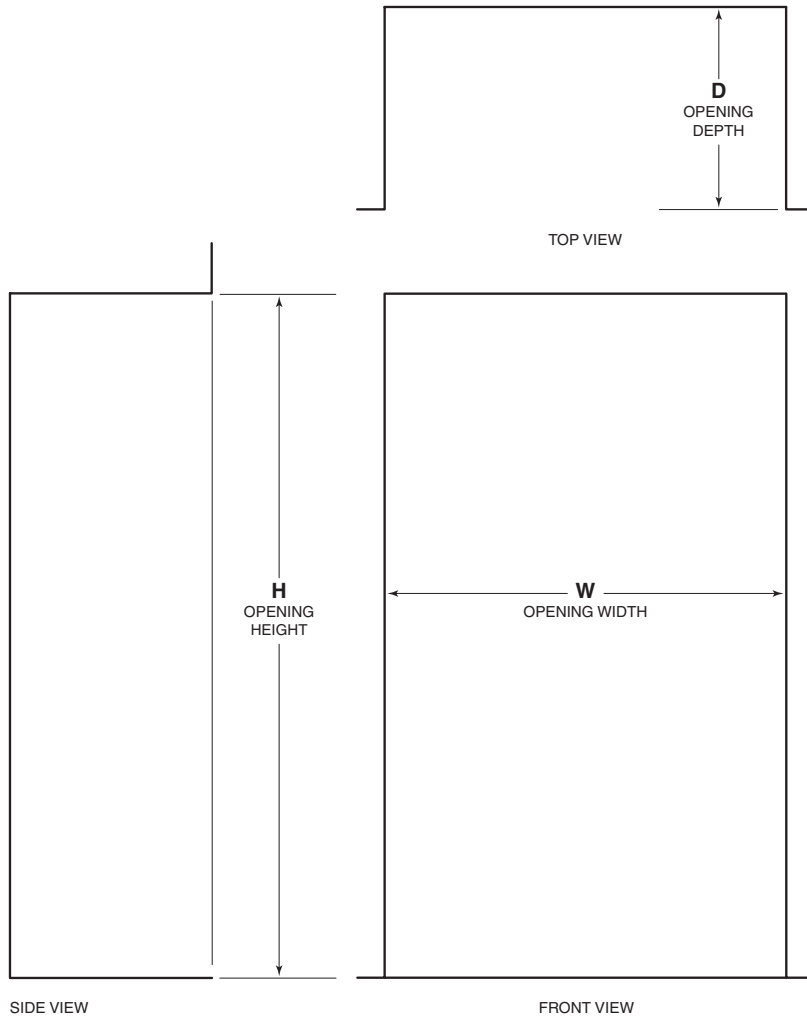 D
OPENING
DEPTH
TOP VIEW
H
OPENING
HEIGHT
W
OPENING WIDTH
SIDE VIEW
FRONT VIEW